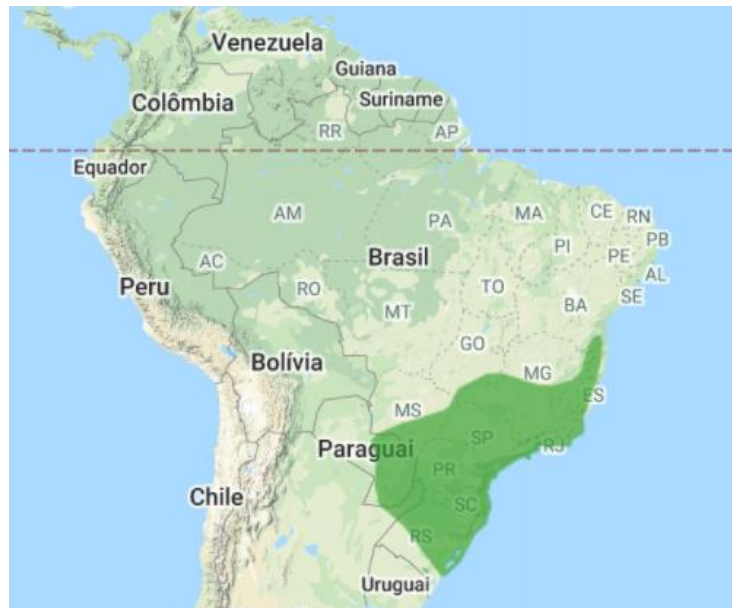 Venezuela
Guiana
Colômbia
Suriname
RR
AP
Equador
AM
PA
MA
CE
RN
PB
PI
PE
AC
Brasil
AL
Peru
RO
TO
SE
MT
BA
GO
Bolívia
MG
MS
ES
SP
RJ
Paraguai
PR
Chile
SC
RS
Uruguai